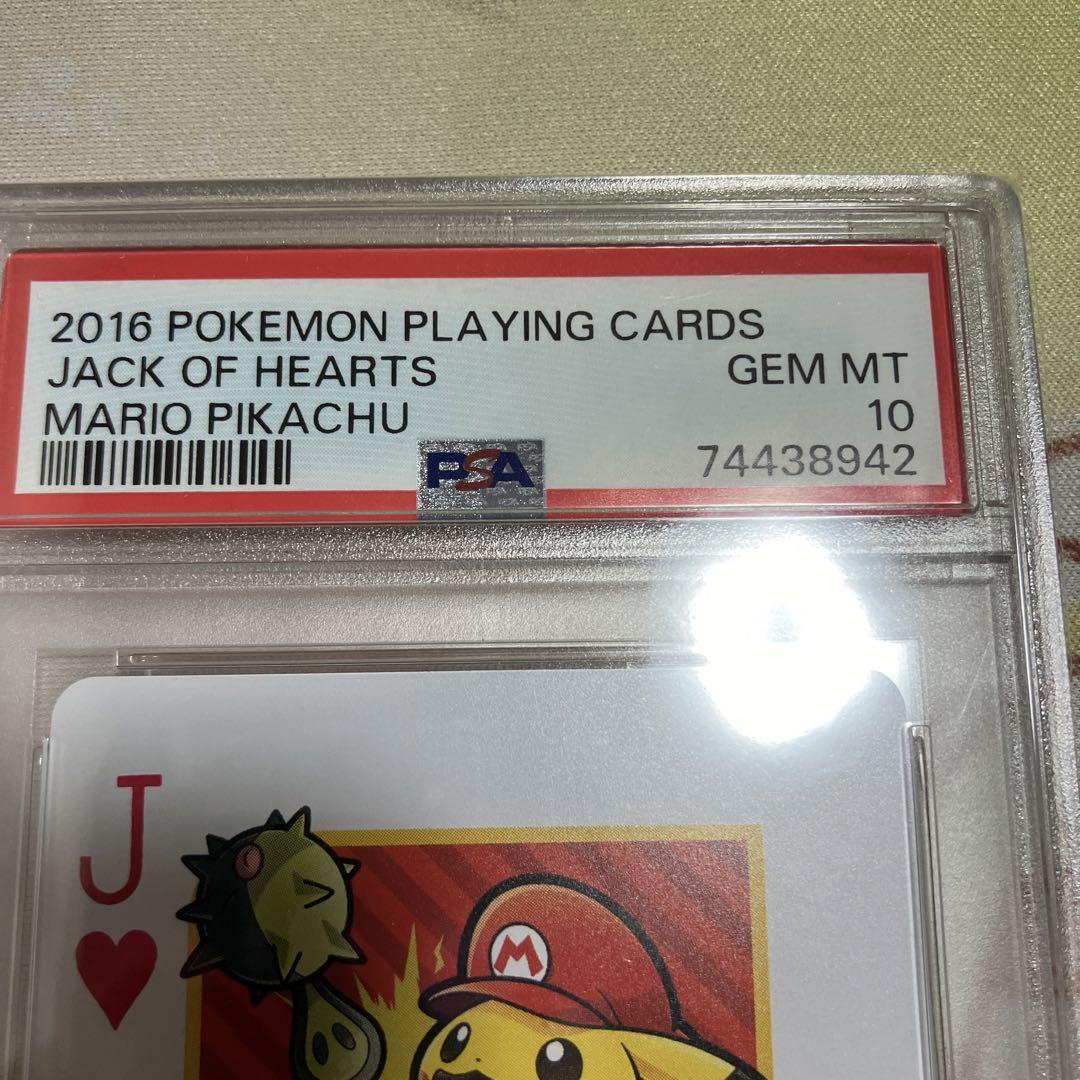 2016 POKEMON PLAYING CARDS
JACK OF HEARTS GEM MT
MARIO PIKACHU 10
PSA 74438942
J
M